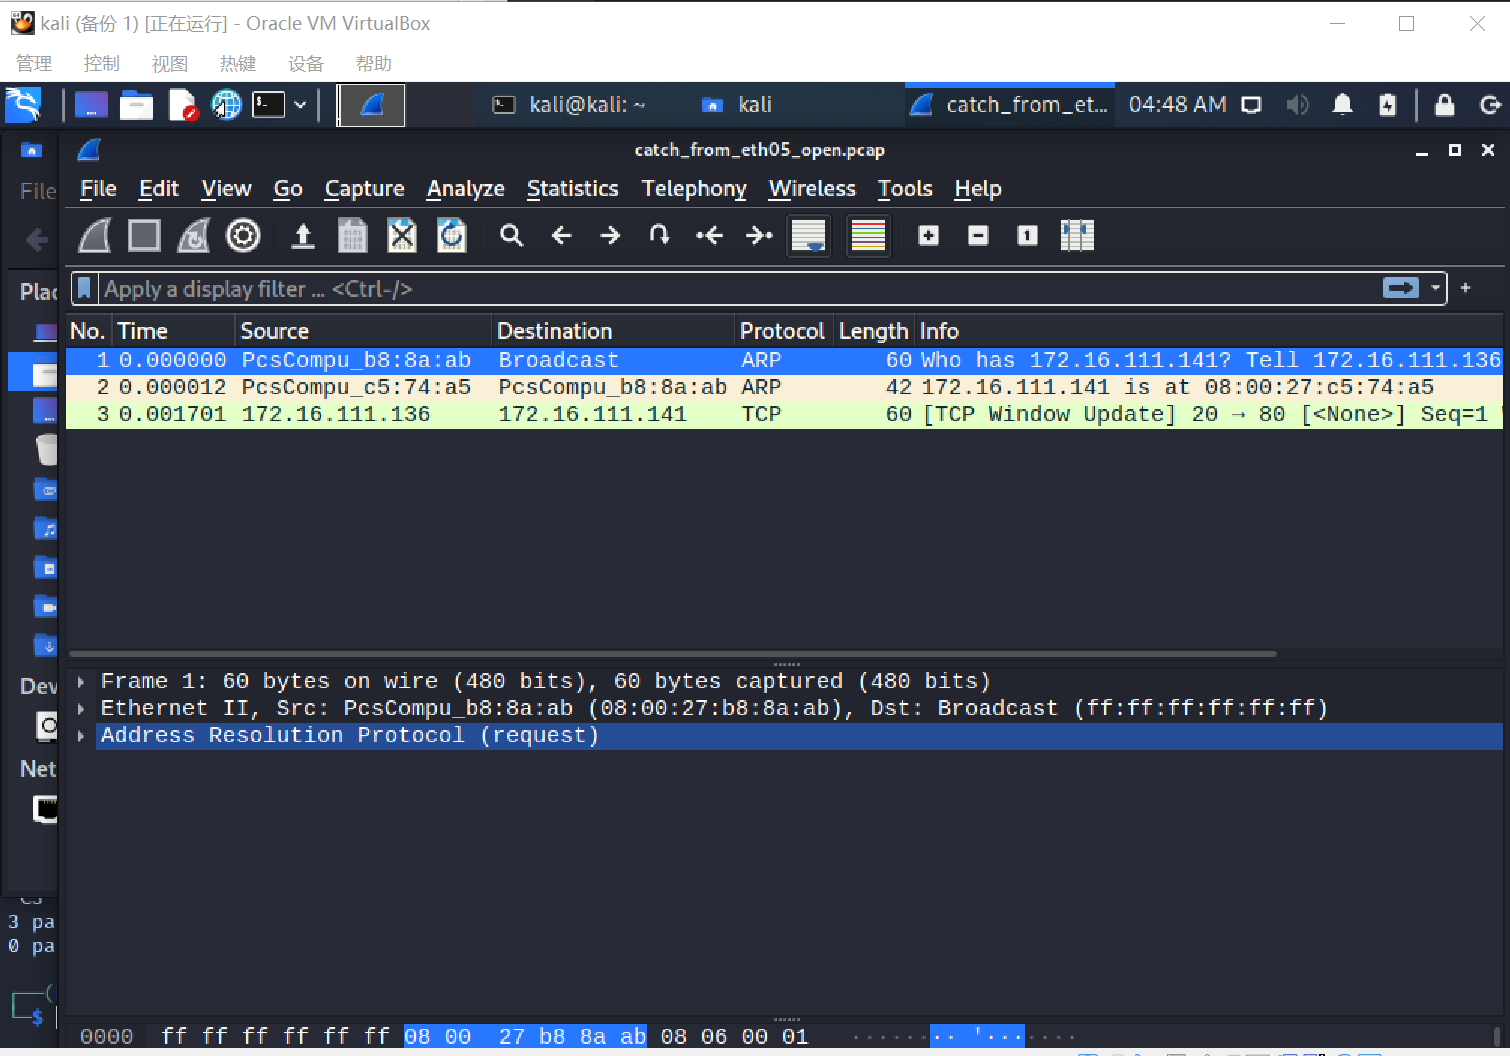 kali (备份 1) [正在运行] - Oracle VM VirtualBox
管理 控制 视图 热键 设备 帮助
kali@kali: ~ kali catch_from_et... 04:48 AM
catch_from_eth05_open.pcap
File
File Edit View Go Capture Analyze Statistics Telephony Wireless Tools Help
Apply a display filter ... <Ctrl-/>
Plac
No. Time Source Destination Protocol Length Info
1 0.000000 PcsCompu_b8:8a:ab Broadcast ARP 60 Who has 172.16.111.141? Tell 172.16.111.136
2 0.000012 PcsCompu_c5:74:a5 PcsCompu_b8:8a:ab ARP 42 172.16.111.141 is at 08:00:27:c5:74:a5
3 0.001701 172.16.111.136 172.16.111.141 TCP 60 [TCP Window Update] 20 → 80 [<None>] Seq=1
Dev
Net
Frame 1: 60 bytes on wire (480 bits), 60 bytes captured (480 bits)
Ethernet II, Src: PcsCompu_b8:8a:ab (08:00:27:b8:8a:ab), Dst: Broadcast (ff:ff:ff:ff:ff:ff)
Address Resolution Protocol (request)
3 pa
0 pa
$
0000 ff ff ff ff ff ff 08 00 27 b8 8a ab 08 06 00 01 ········'·······